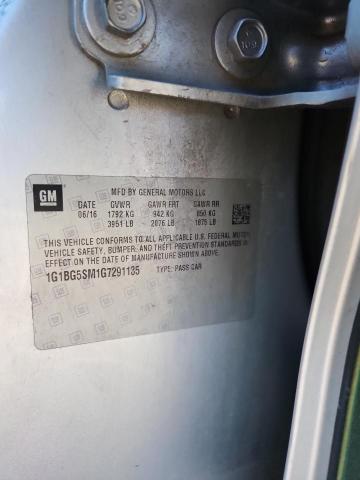 109
GM
MFD BY GENERAL MOTORS LLC
DATE GVWR GAWR FRT GAWR RR
06/16 1792 KG 942 KG 850 KG
3951 LB 2076 LB 1875 LB
THIS VEHICLE CONFORMS TO ALL APPLICABLE U.S. FEDERAL MOTOR
VEHICLE SAFETY, BUMPER, AND THEFT PREVENTION STANDARDS IN
EFFECT ON THE DATE OF MANUFACTURE SHOWN ABOVE.
1G1BG5SM1G7291135 TYPE: PASS CAR